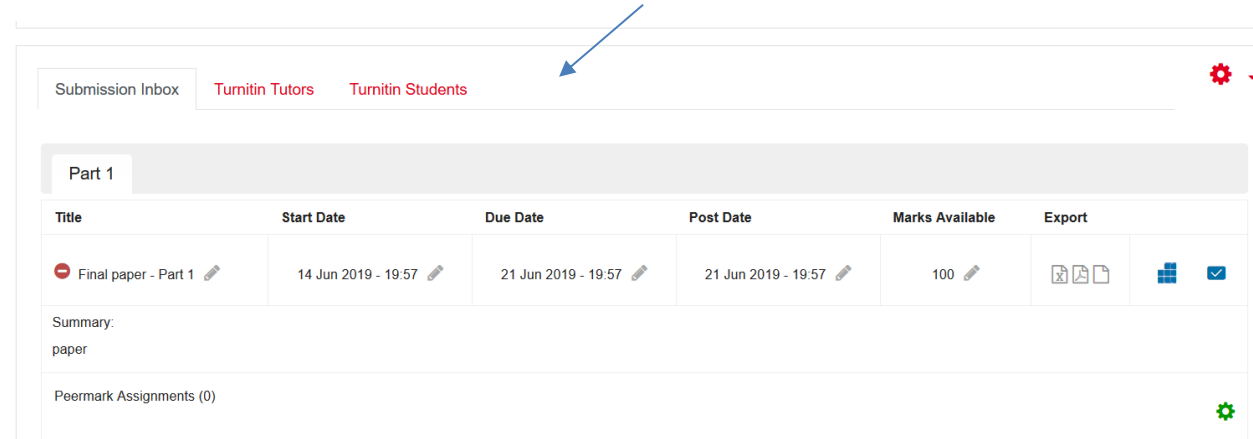 Submission Inbox Turnitin Tutors Turnitin Students
Part 1
Title Start Date Due Date Post Date Marks Available Export
Final paper - Part 1 14 Jun 2019 - 19:57 21 Jun 2019 - 19:57 21 Jun 2019 - 19:57 100
Summary:
paper
Peermark Assignments (0)